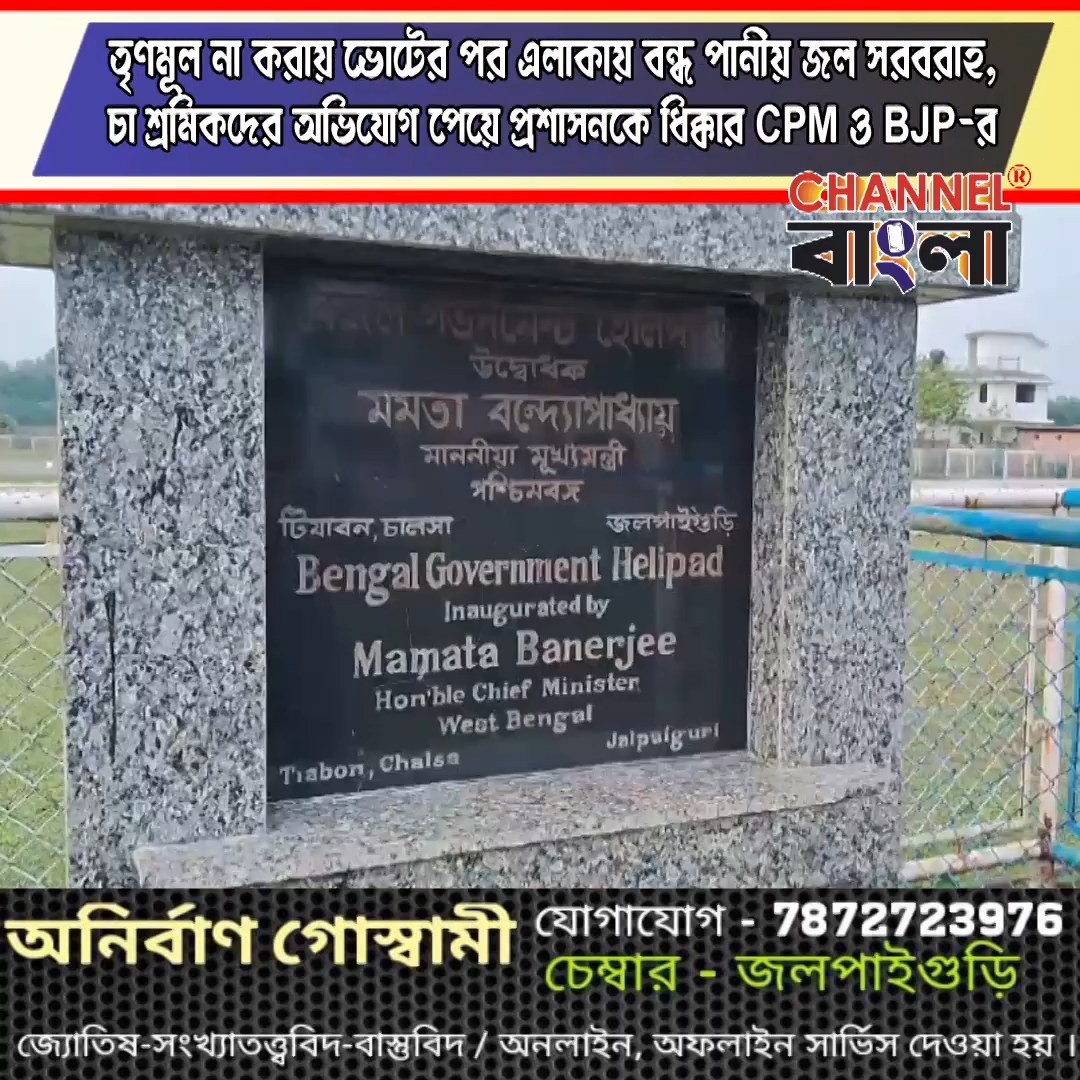 তৃণমূল না করায় ভোটের পর এলাকায় বন্ধ পানীয় জল সরবরাহ,
চা শ্রমিকদের অভিযোগ পেয়ে প্রশাসনকে ধিক্কার CPM ও BJP-র
CHANNEL®
বাংলা
উদ্বোধক
মমতা বন্দ্যোপাধ্যায়
মাননীয়া মূখ্যমন্ত্রী
পশ্চিমবঙ্গ
টিয়াবন, চালসা জলপাইগুড়ি
Bengal Government Helipad
Inaugurated by
Mamata Banerjee
Hon'ble Chief Minister
West Bengal
Tiabon, Chalsa Jalpaiguri
অনির্বাণ গোস্বামী
যোগাযোগ - 7872723976
চেম্বার - জলপাইগুড়ি
জ্যোতিষ-সংখ্যাতত্ত্ববিদ-বাস্তুবিদ / অনলাইন, অফলাইন সার্ভিস দেওয়া হয় ।